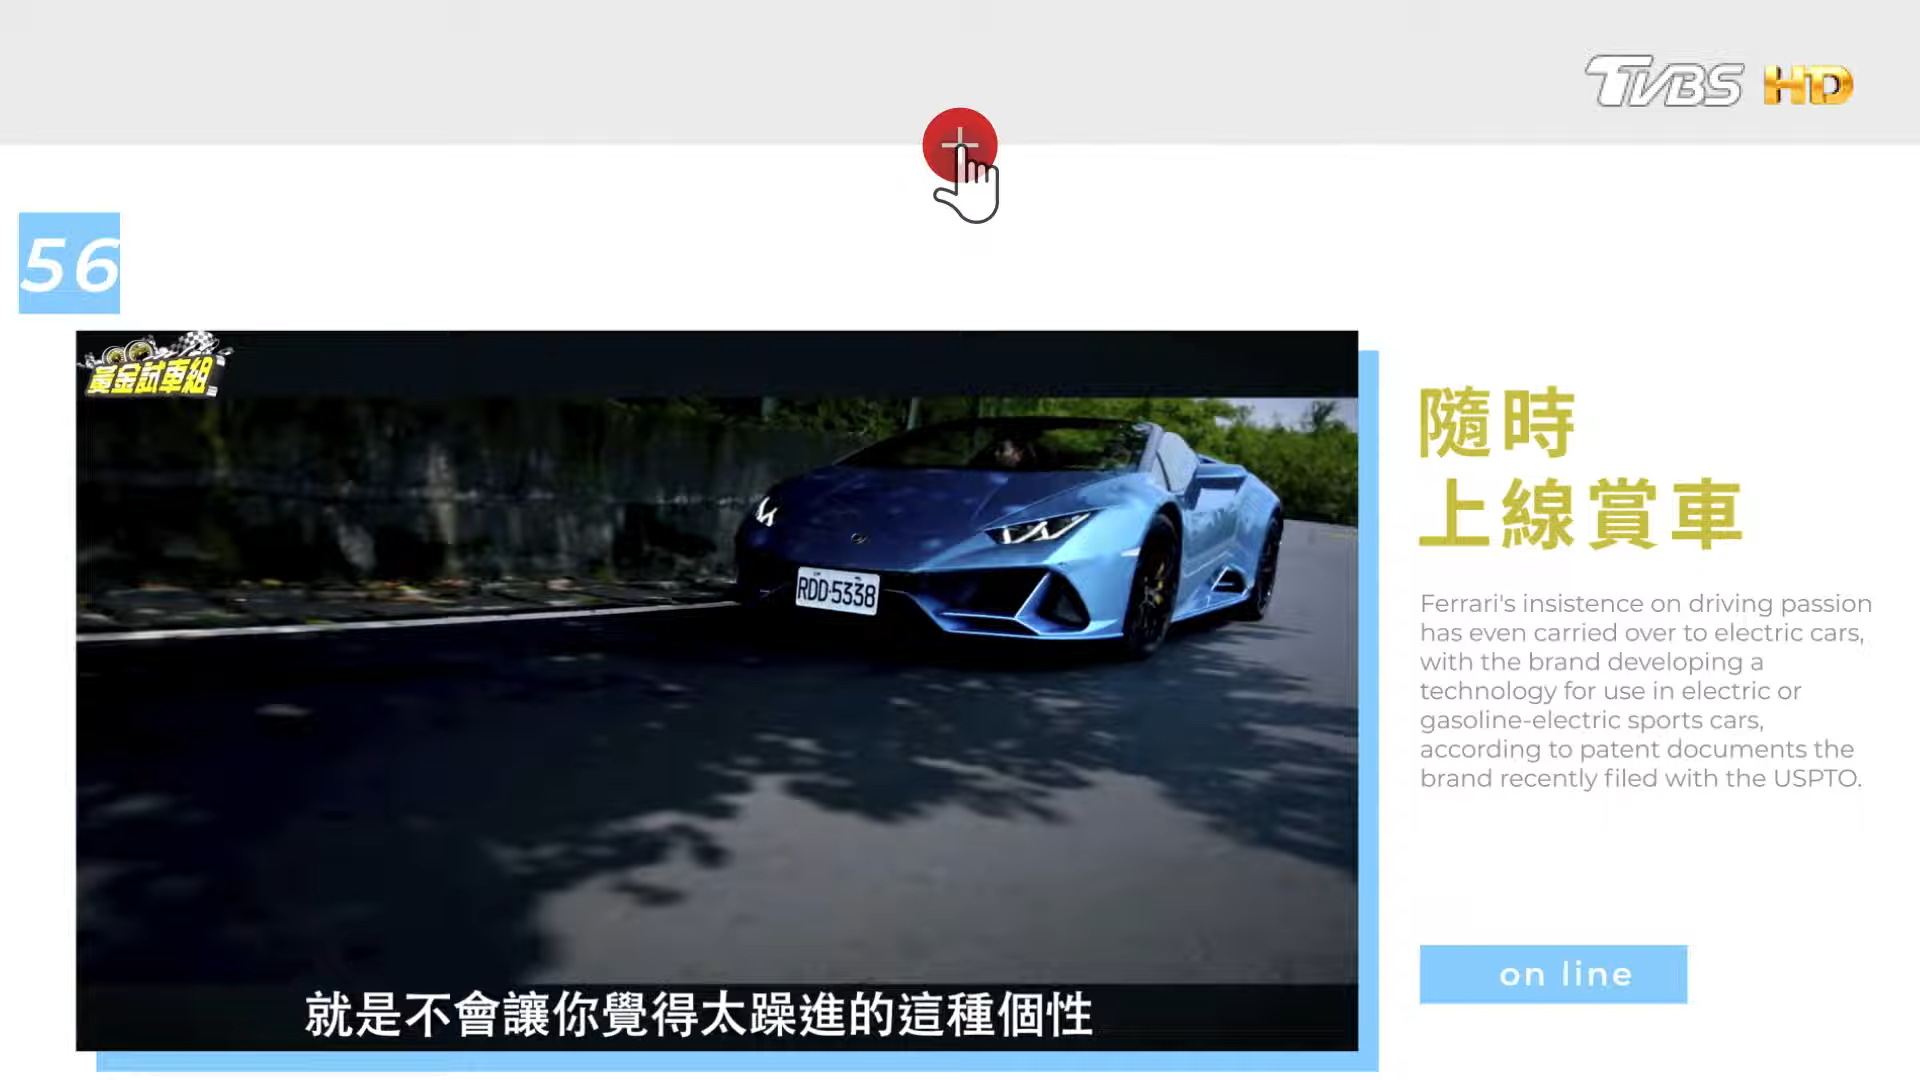 TVBS HD
56
黃金試車組
隨時
上線賞車
RDD-5338
Ferrari's insistence on driving passion
has even carried over to electric cars,
with the brand developing a
technology for use in electric or
gasoline-electric sports cars,
according to patent documents the
brand recently filed with the USPTO.
on line
就是不會讓你覺得太躁進的這種個性